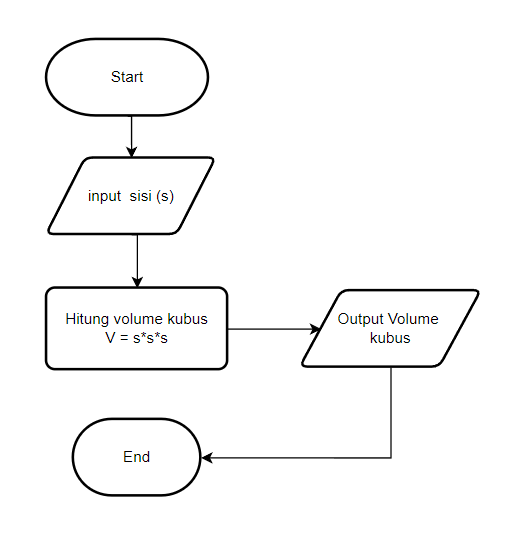 Start
input  sisi (s)
Hitung volume kubus
V = s*s*s
Output Volume
kubus
End